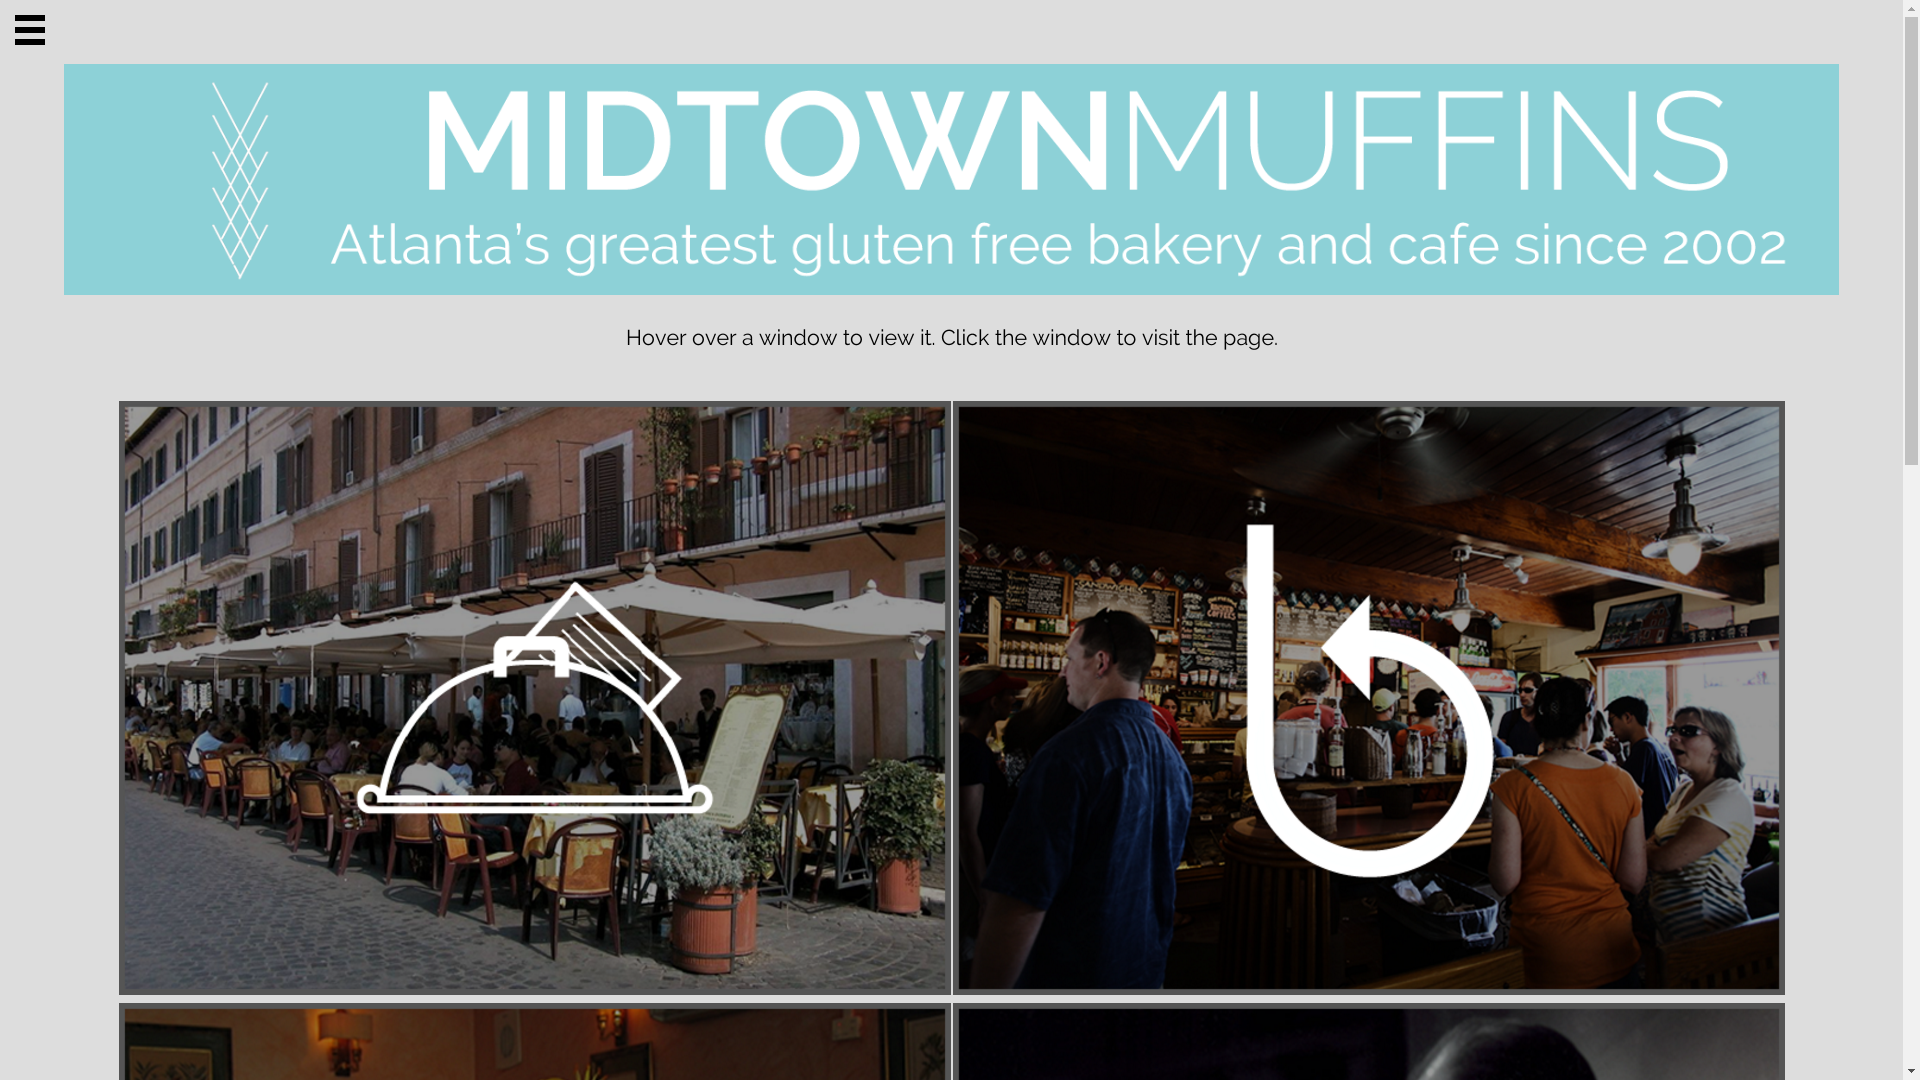 MIDTOWNMUFFINS
Atlanta's greatest gluten free bakery and cafe since 2002
Hover over a window to view it. Click the window to visit the page.
SANDWICHES